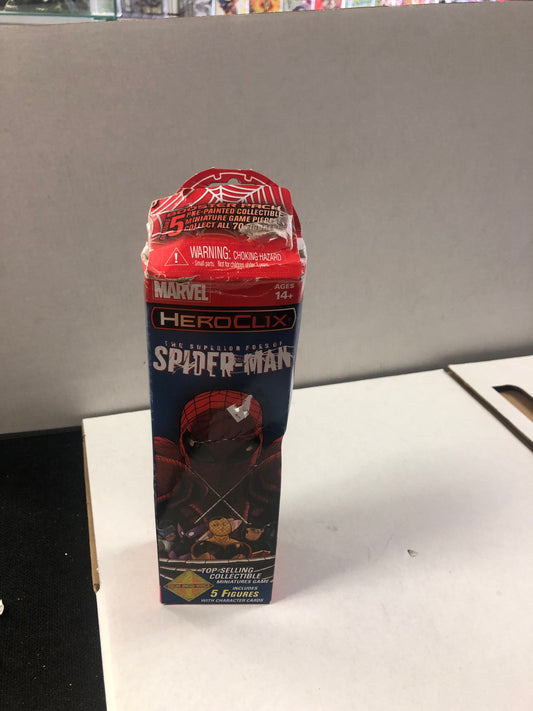 BOOSTER PACK
5 PRE-PAINTED COLLECTIBLE
MINIATURE GAME PIECES
COLLECT ALL 70
WARNING: CHOKING HAZARD
Small parts. Not for children under 3 years.
MARVEL
AGES
14+
HEROCLIX
THE SUPERIOR FOES OF
SPIDER-MAN
TOP-SELLING
COLLECTIBLE
MINIATURES GAME
INCLUDES
5 FIGURES
WITH CHARACTER CARDS